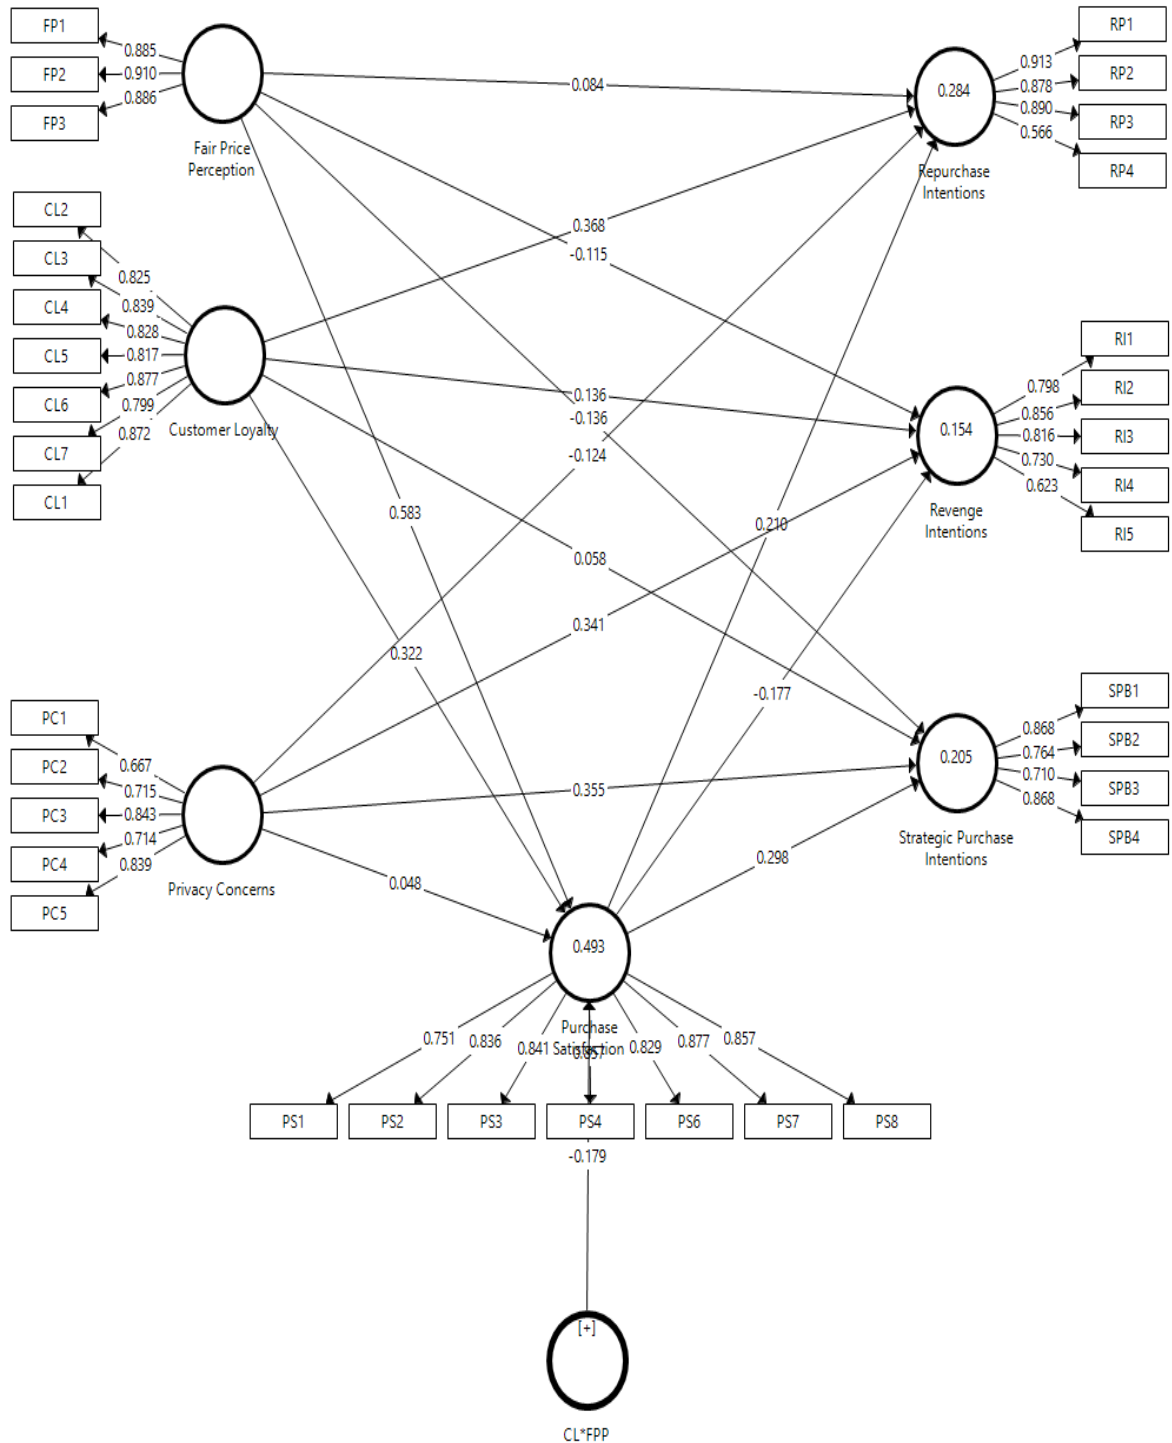 FP1
FP2
FP3
0.885
0.910
0.886
Fair Price
Perception
CL2
CL3
CL4
CL5
CL6
CL7
CL1
0.825
0.839
0.828
0.817
0.877
0.799
0.872
Customer Loyalty
PC1
PC2
PC3
PC4
PC5
0.667
0.715
0.843
0.714
0.839
Privacy Concerns
0.084
0.368
-0.115
0.136
-0.136
-0.124
0.583
0.210
0.058
0.341
0.322
-0.177
0.355
0.298
0.048
0.284
Repurchase
Intentions
0.913
0.878
0.890
0.566
RP1
RP2
RP3
RP4
0.154
Revenge
Intentions
0.798
0.856
0.816
0.730
0.623
RI1
RI2
RI3
RI4
RI5
0.205
Strategic Purchase
Intentions
0.868
0.764
0.710
0.868
SPB1
SPB2
SPB3
SPB4
0.493
Purchase
Satisfaction
0.751
0.836
0.841
0.829
0.877
0.857
PS1
PS2
PS3
PS4
PS6
PS7
PS8
-0.179
[+]
CL*FPP